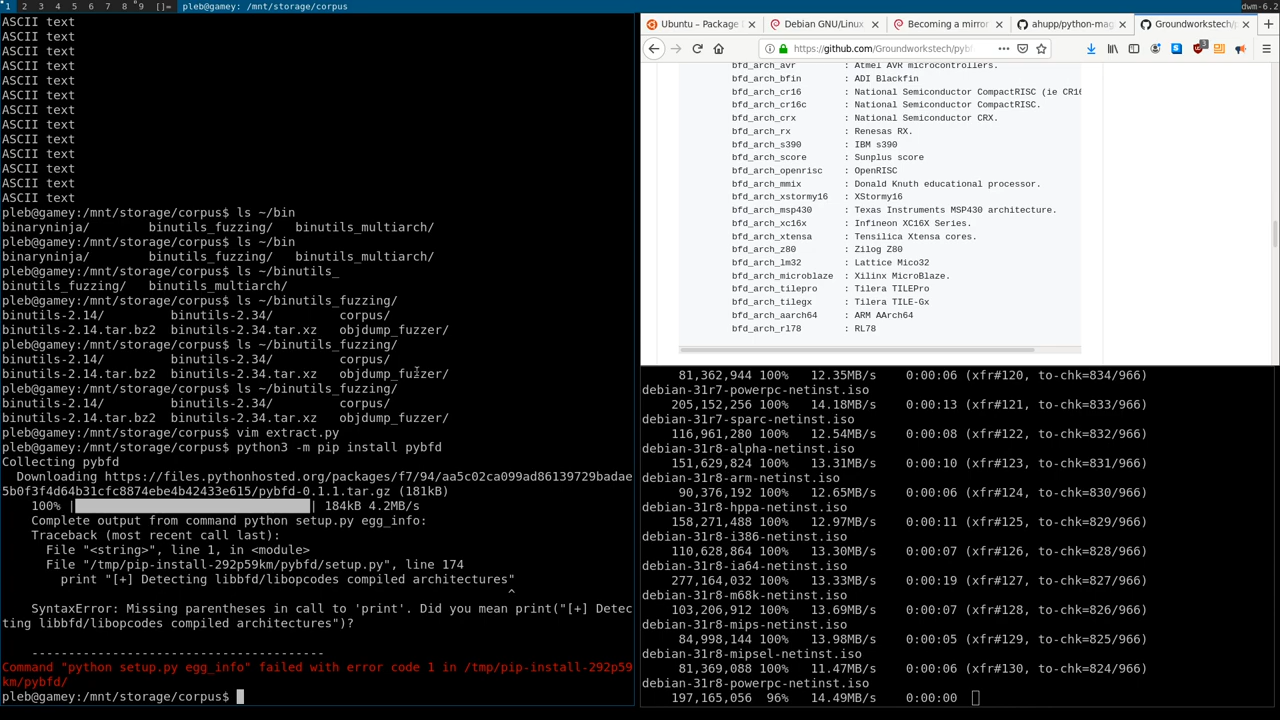 1 2 3 4 5 6 7 8 9 []= pleb@gamey: /mnt/storage/corpus
dwm-6.2
ASCII text
ASCII text
ASCII text
ASCII text
ASCII text
ASCII text
ASCII text
ASCII text
ASCII text
ASCII text
ASCII text
ASCII text
ASCII text
pleb@gamey:/mnt/storage/corpus$ ls ~/bin
binaryninja/ binutils_fuzzing/ binutils_multiarch/
pleb@gamey:/mnt/storage/corpus$ ls ~/bin
binaryninja/ binutils_fuzzing/ binutils_multiarch/
pleb@gamey:/mnt/storage/corpus$ ls ~/binutils_
binutils_fuzzing/ binutils_multiarch/
pleb@gamey:/mnt/storage/corpus$ ls ~/binutils_fuzzing/
binutils-2.14/ binutils-2.34/ corpus/
binutils-2.14.tar.bz2 binutils-2.34.tar.xz objdump_fuzzer/
pleb@gamey:/mnt/storage/corpus$ ls ~/binutils_fuzzing/
binutils-2.14/ binutils-2.34/ corpus/
binutils-2.14.tar.bz2 binutils-2.34.tar.xz objdump_fuzzer/
pleb@gamey:/mnt/storage/corpus$ ls ~/binutils_fuzzing/
binutils-2.14/ binutils-2.34/ corpus/
binutils-2.14.tar.bz2 binutils-2.34.tar.xz objdump_fuzzer/
pleb@gamey:/mnt/storage/corpus$ vim extract.py
pleb@gamey:/mnt/storage/corpus$ python3 -m pip install pybfd
Collecting pybfd
Downloading https://files.pythonhosted.org/packages/f7/94/aa5c02ca099ad86139729badae
5b0f3f4d64b31cfc8874ebe4b42433e615/pybfd-0.1.1.tar.gz (181kB)
100% | | 184kB 4.2MB/s
Complete output from command python setup.py egg_info:
Traceback (most recent call last):
File "<string>", line 1, in <module>
File "/tmp/pip-install-292p59km/pybfd/setup.py", line 174
print "[+] Detecting libbfd/libopcodes compiled architectures"
^
SyntaxError: Missing parentheses in call to 'print'. Did you mean print("[+] Detec
ting libbfd/libopcodes compiled architectures")?
----------------------------------------
Command "python setup.py egg_info" failed with error code 1 in /tmp/pip-install-292p59
km/pybfd/
pleb@gamey:/mnt/storage/corpus$
Ubuntu – Package Debian GNU/Linux Becoming a mirror ahupp/python-mag Groundworkstech/p
https://github.com/Groundworkstech/pybf
bfd_arch_avr : Atmel AVR microcontrollers.
bfd_arch_bfin : ADI Blackfin
bfd_arch_cr16 : National Semiconductor CompactRISC (ie CR16
bfd_arch_cr16c : National Semiconductor CompactRISC.
bfd_arch_crx : National Semiconductor CRX.
bfd_arch_rx : Renesas RX.
bfd_arch_s390 : IBM s390
bfd_arch_score : Sunplus score
bfd_arch_openrisc : OpenRISC
bfd_arch_mmix : Donald Knuth educational processor.
bfd_arch_xstormy16 : XStormy16
bfd_arch_msp430 : Texas Instruments MSP430 architecture.
bfd_arch_xc16x : Infineon XC16X Series.
bfd_arch_xtensa : Tensilica Xtensa cores.
bfd_arch_z80 : Zilog Z80
bfd_arch_lm32 : Lattice Mico32
bfd_arch_microblaze : Xilinx MicroBlaze.
bfd_arch_tilepro : Tilera TILEPro
bfd_arch_tilegx : Tilera TILE-Gx
bfd_arch_aarch64 : ARM AArch64
bfd_arch_rl78 : RL78
81,362,944 100% 12.35MB/s 0:00:06 (xfr#120, to-chk=834/966)
debian-31r7-powerpc-netinst.iso
205,152,256 100% 14.18MB/s 0:00:13 (xfr#121, to-chk=833/966)
debian-31r7-sparc-netinst.iso
116,961,280 100% 12.54MB/s 0:00:08 (xfr#122, to-chk=832/966)
debian-31r8-alpha-netinst.iso
151,629,824 100% 13.31MB/s 0:00:10 (xfr#123, to-chk=831/966)
debian-31r8-arm-netinst.iso
90,376,192 100% 12.65MB/s 0:00:06 (xfr#124, to-chk=830/966)
debian-31r8-hppa-netinst.iso
158,271,488 100% 12.97MB/s 0:00:11 (xfr#125, to-chk=829/966)
debian-31r8-i386-netinst.iso
110,628,864 100% 13.30MB/s 0:00:07 (xfr#126, to-chk=828/966)
debian-31r8-ia64-netinst.iso
277,164,032 100% 13.33MB/s 0:00:19 (xfr#127, to-chk=827/966)
debian-31r8-m68k-netinst.iso
103,206,912 100% 13.69MB/s 0:00:07 (xfr#128, to-chk=826/966)
debian-31r8-mips-netinst.iso
84,998,144 100% 13.98MB/s 0:00:05 (xfr#129, to-chk=825/966)
debian-31r8-mipsel-netinst.iso
81,369,088 100% 11.47MB/s 0:00:06 (xfr#130, to-chk=824/966)
debian-31r8-powerpc-netinst.iso
197,165,056 96% 14.49MB/s 0:00:00